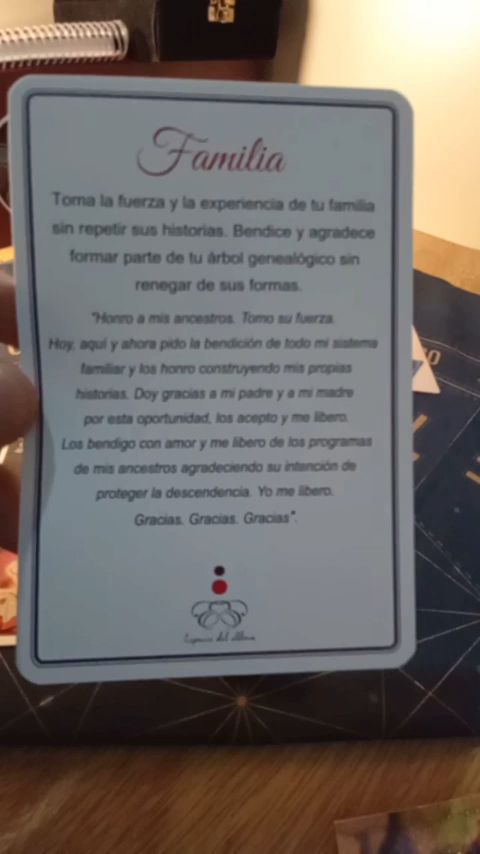 Familia
Toma la fuerza y la experiencia de tu familia
sin repetir sus historias. Bendice y agradece
formar parte de tu árbol genealógico sin
renegar de sus formas.
"Honro a mis ancestros. Tomo su fuerza.
Hoy, aquí y ahora pido la bendición de todo mi sistema
familiar y los honro construyendo mis propias
historias. Doy gracias a mi padre y a mi madre
por esta oportunidad, los acepto y me libero.
Los bendigo con amor y me libero de los programas
de mis ancestros agradeciendo su intención de
proteger la descendencia. Yo me libero.
Gracias. Gracias. Gracias".
Espacio del Alma